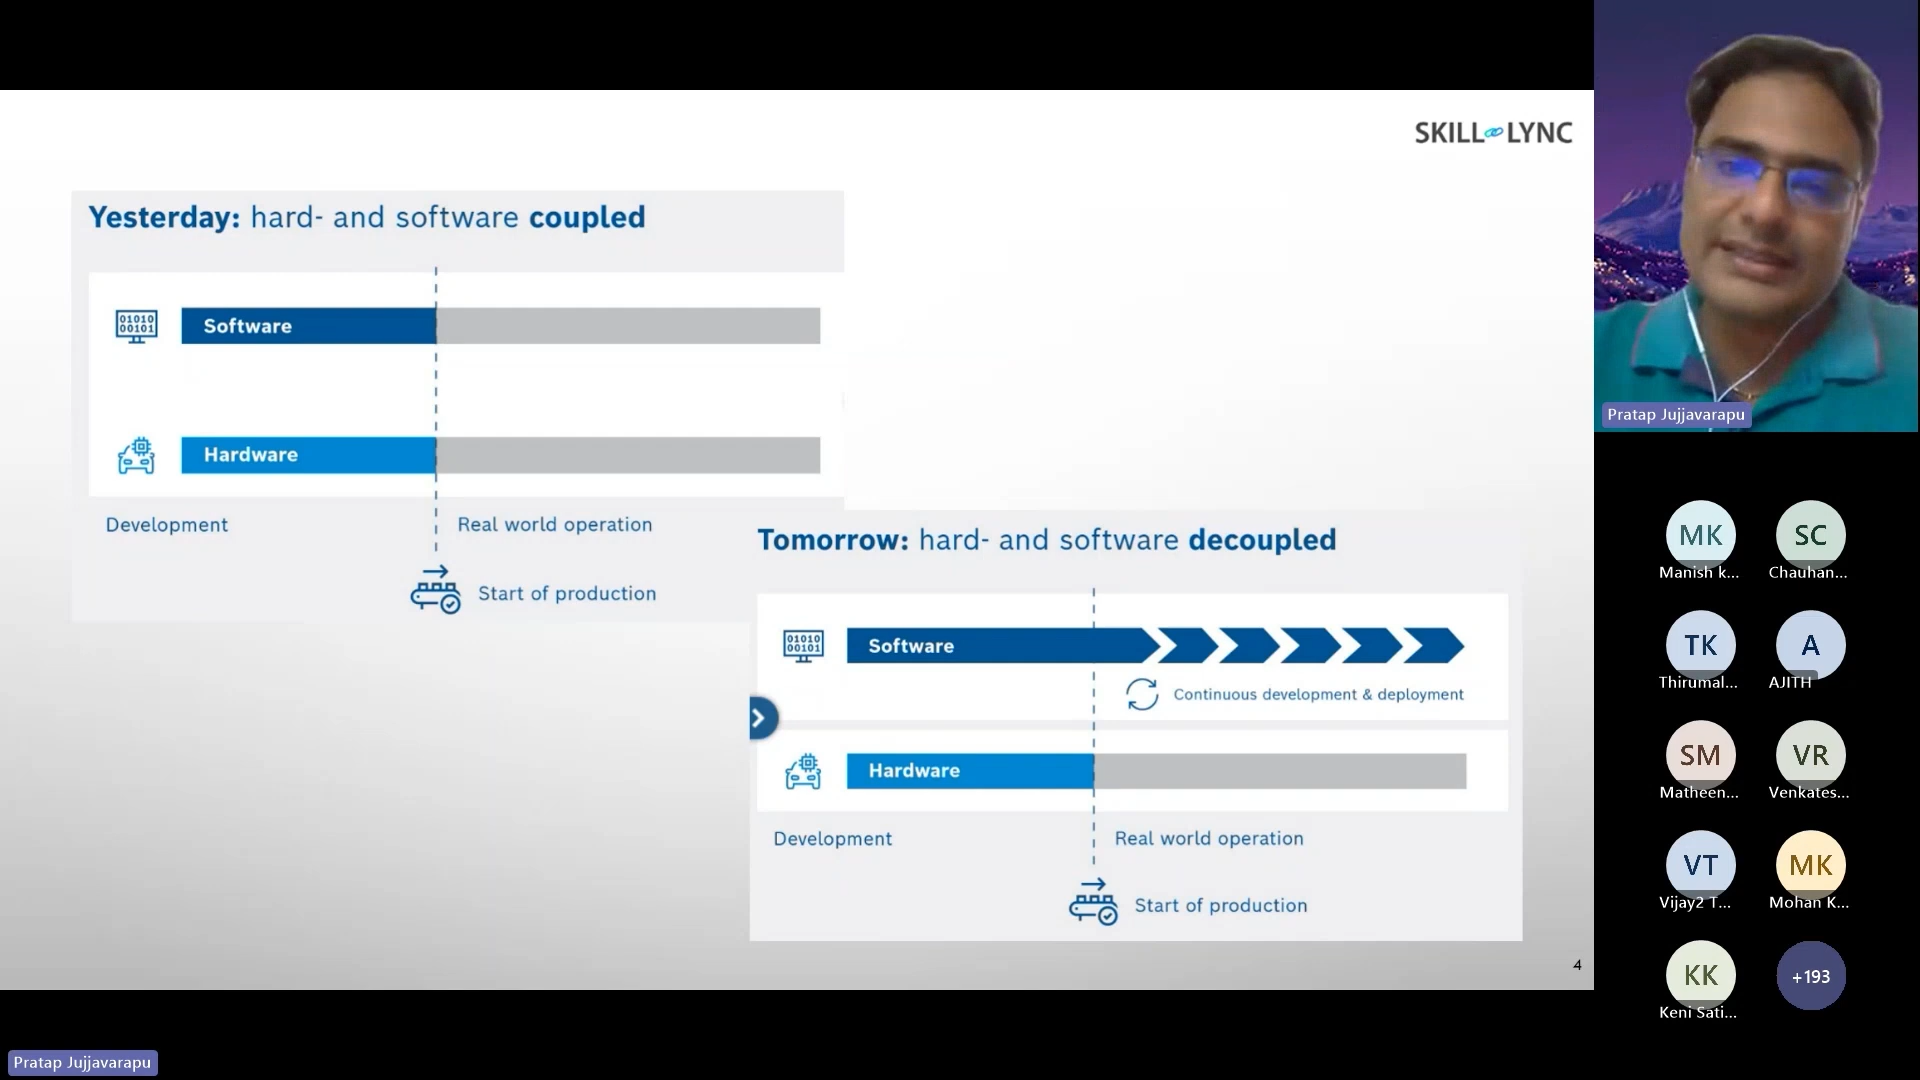 SKILL LYNC
Yesterday: hard- and software coupled
01010
00101
Software
Hardware
Development
Real world operation
Start of production
Tomorrow: hard- and software decoupled
01010
00101
Software
Continuous development & deployment
Hardware
Development
Real world operation
Start of production
4
Pratap Jujjavarapu
MK
Manish k...
SC
Chauhan...
TK
Thirumal...
A
AJITH
SM
Matheen...
VR
Venkates...
VT
Vijay2 T...
MK
Mohan K...
KK
Keni Sati...
+193
Pratap Jujjavarapu